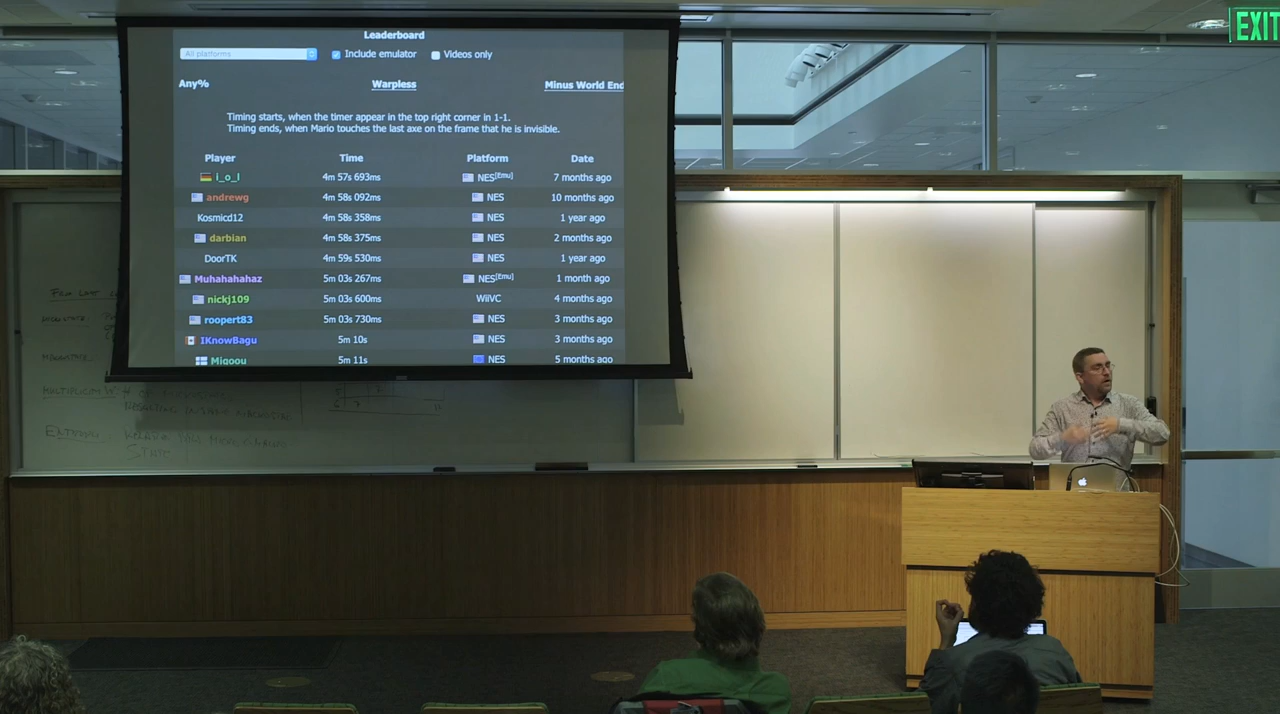 EXIT
Leaderboard
All platforms
Include emulator
Videos only
Any%
Warpless
Minus World End
Timing starts, when the timer appear in the top right corner in 1-1.
Timing ends, when Mario touches the last axe on the frame that he is invisible.
Player Time Platform Date
i_o_l 4m 57s 693ms NES[Emu] 7 months ago
andrewg 4m 58s 092ms NES 10 months ago
Kosmicd12 4m 58s 358ms NES 1 year ago
darbian 4m 58s 375ms NES 2 months ago
DoorTK 4m 59s 530ms NES 1 year ago
Muhahahahaz 5m 03s 267ms NES[Emu] 1 month ago
nickj109 5m 03s 600ms WiiVC 4 months ago
roopert83 5m 03s 730ms NES 3 months ago
IKnowBagu 5m 10s NES 3 months ago
Migoou 5m 11s NES 5 months ago
State